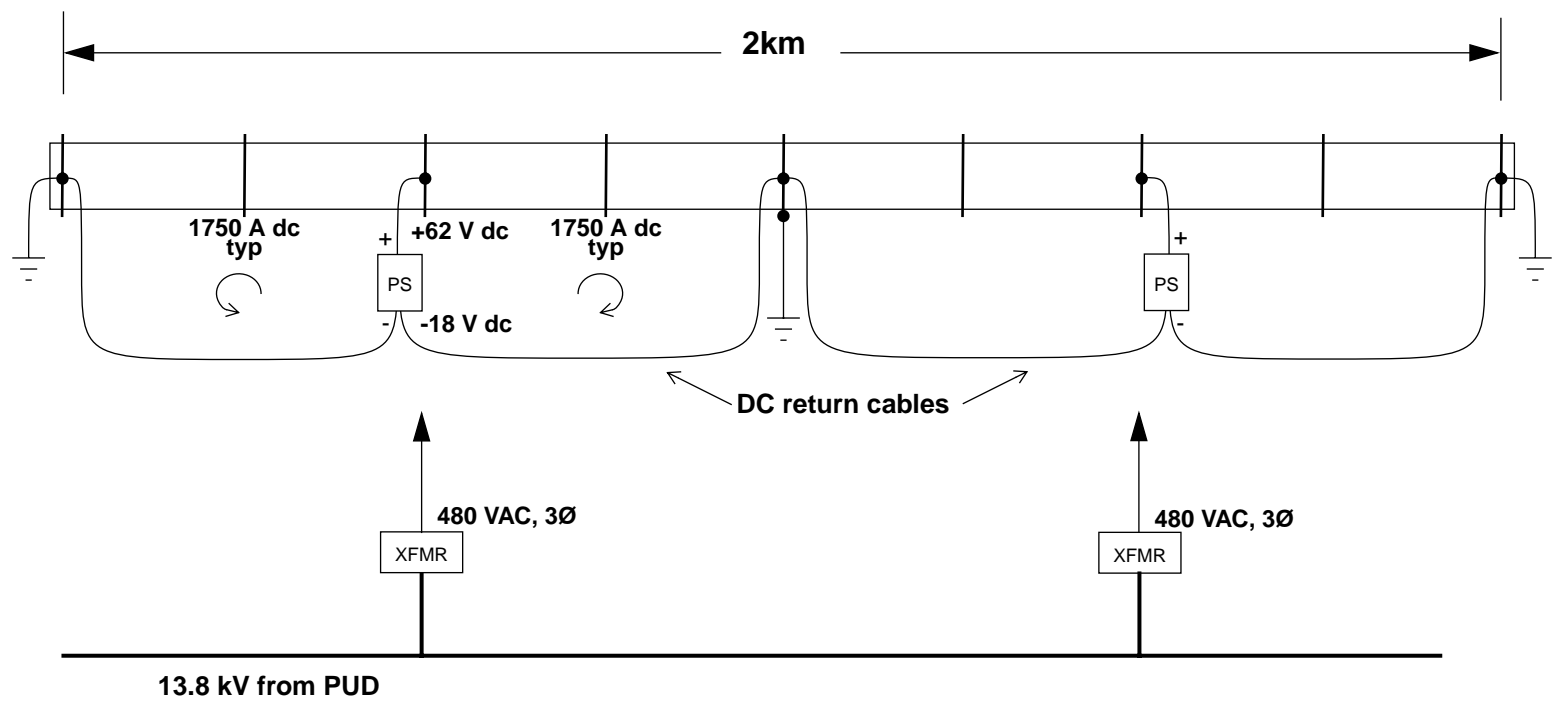 2km
1750 A dc
typ
+
+62 V dc
1750 A dc
typ
+
PS
PS
-
-18 V dc
-
DC return cables
480 VAC, 3Ø
480 VAC, 3Ø
XFMR
XFMR
13.8 kV from PUD